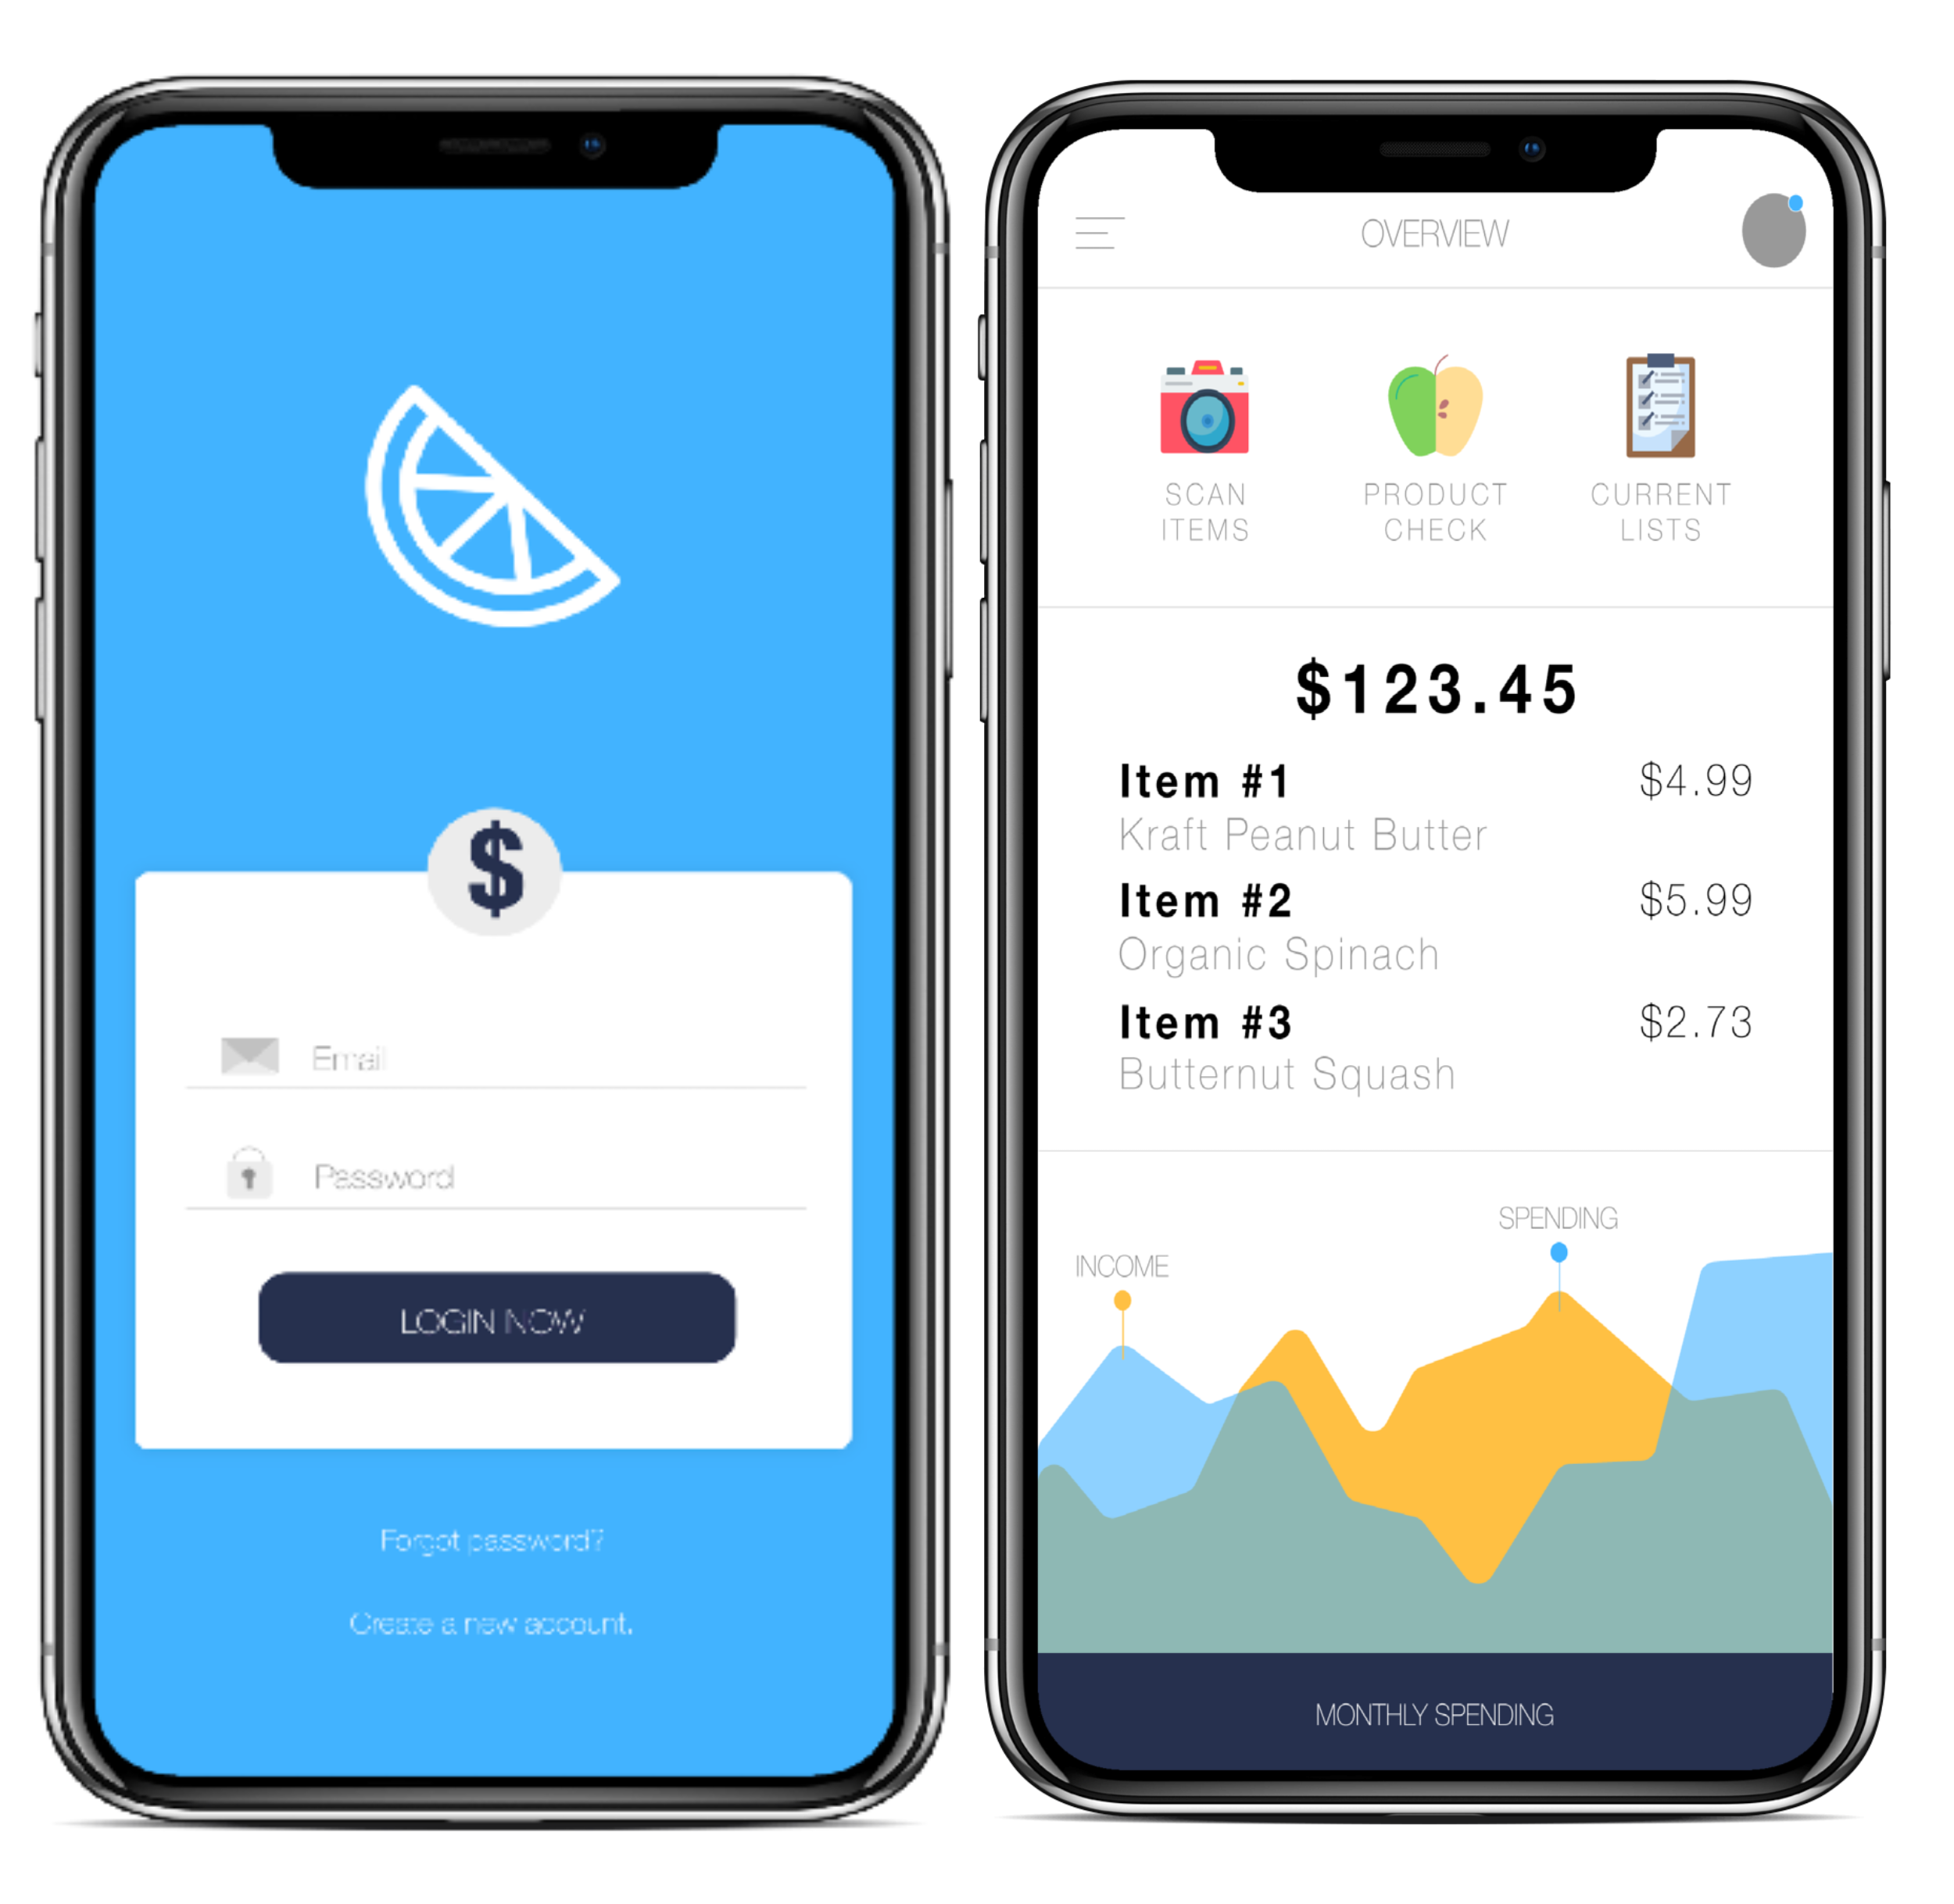 $
Email
Password
LOGIN NOW
Forgot password?
Create a new account.
OVERVIEW
SCAN
ITEMS
PRODUCT
CHECK
CURRENT
LISTS
$123.45
Item #1 $4.99
Kraft Peanut Butter
Item #2 $5.99
Organic Spinach
Item #3 $2.73
Butternut Squash
SPENDING
INCOME
MONTHLY SPENDING